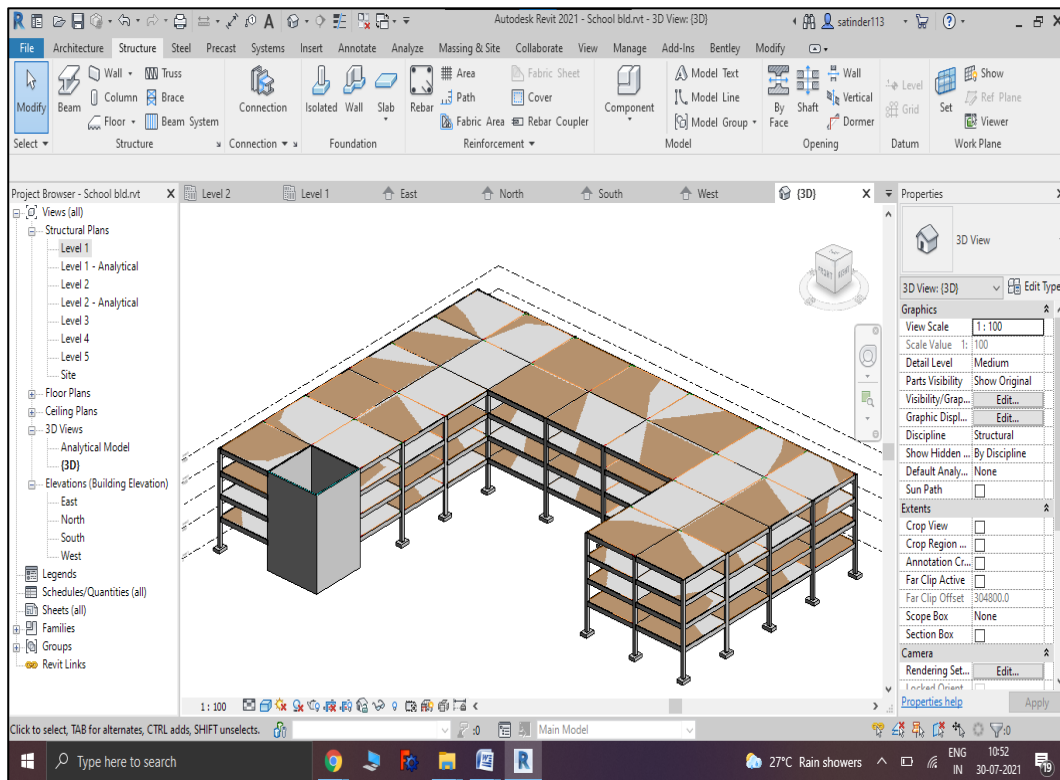 Autodesk Revit 2021 - School bld.rvt - 3D View: {3D}
satinder113
File Architecture Structure Steel Precast Systems Insert Annotate Analyze Massing & Site Collaborate View Manage Add-Ins Bentley Modify
Modify
Beam
Wall Truss
Column Brace
Floor Beam System
Connection
Isolated Wall Slab
Rebar
Area
Path
Fabric Area
Fabric Sheet
Cover
Rebar Coupler
Component
Model Text
Model Line
Model Group
By Face
Shaft
Wall
Vertical
Dormer
Level
Grid
Set
Show
Ref Plane
Viewer
Select Structure Connection Foundation Reinforcement Model Opening Datum Work Plane
Project Browser - School bld.rvt X
Level 2 Level 1 East North South West {3D} X
Views (all)
Structural Plans
Level 1
Level 1 - Analytical
Level 2
Level 2 - Analytical
Level 3
Level 4
Level 5
Site
Floor Plans
Ceiling Plans
3D Views
Analytical Model
{3D}
Elevations (Building Elevation)
East
North
South
West
Legends
Schedules/Quantities (all)
Sheets (all)
Families
Groups
Revit Links
FRONT
Properties
3D View
3D View: {3D} Edit Type
Graphics
View Scale 1 : 100
Scale Value 1: 100
Detail Level Medium
Parts Visibility Show Original
Visibility/Grap... Edit...
Graphic Displ... Edit...
Discipline Structural
Show Hidden ... By Discipline
Default Analy... None
Sun Path
Extents
Crop View
Crop Region ...
Annotation Cr...
Far Clip Active
Far Clip Offset 304800.0
Scope Box None
Section Box
Camera
Rendering Set... Edit...
Locked Orient...
Properties help Apply
1 : 100
Click to select, TAB for alternates, CTRL adds, SHIFT unselects.
:0 Main Model :0
Type here to search
27°C Rain showers
ENG
IN
10:52
30-07-2021
19